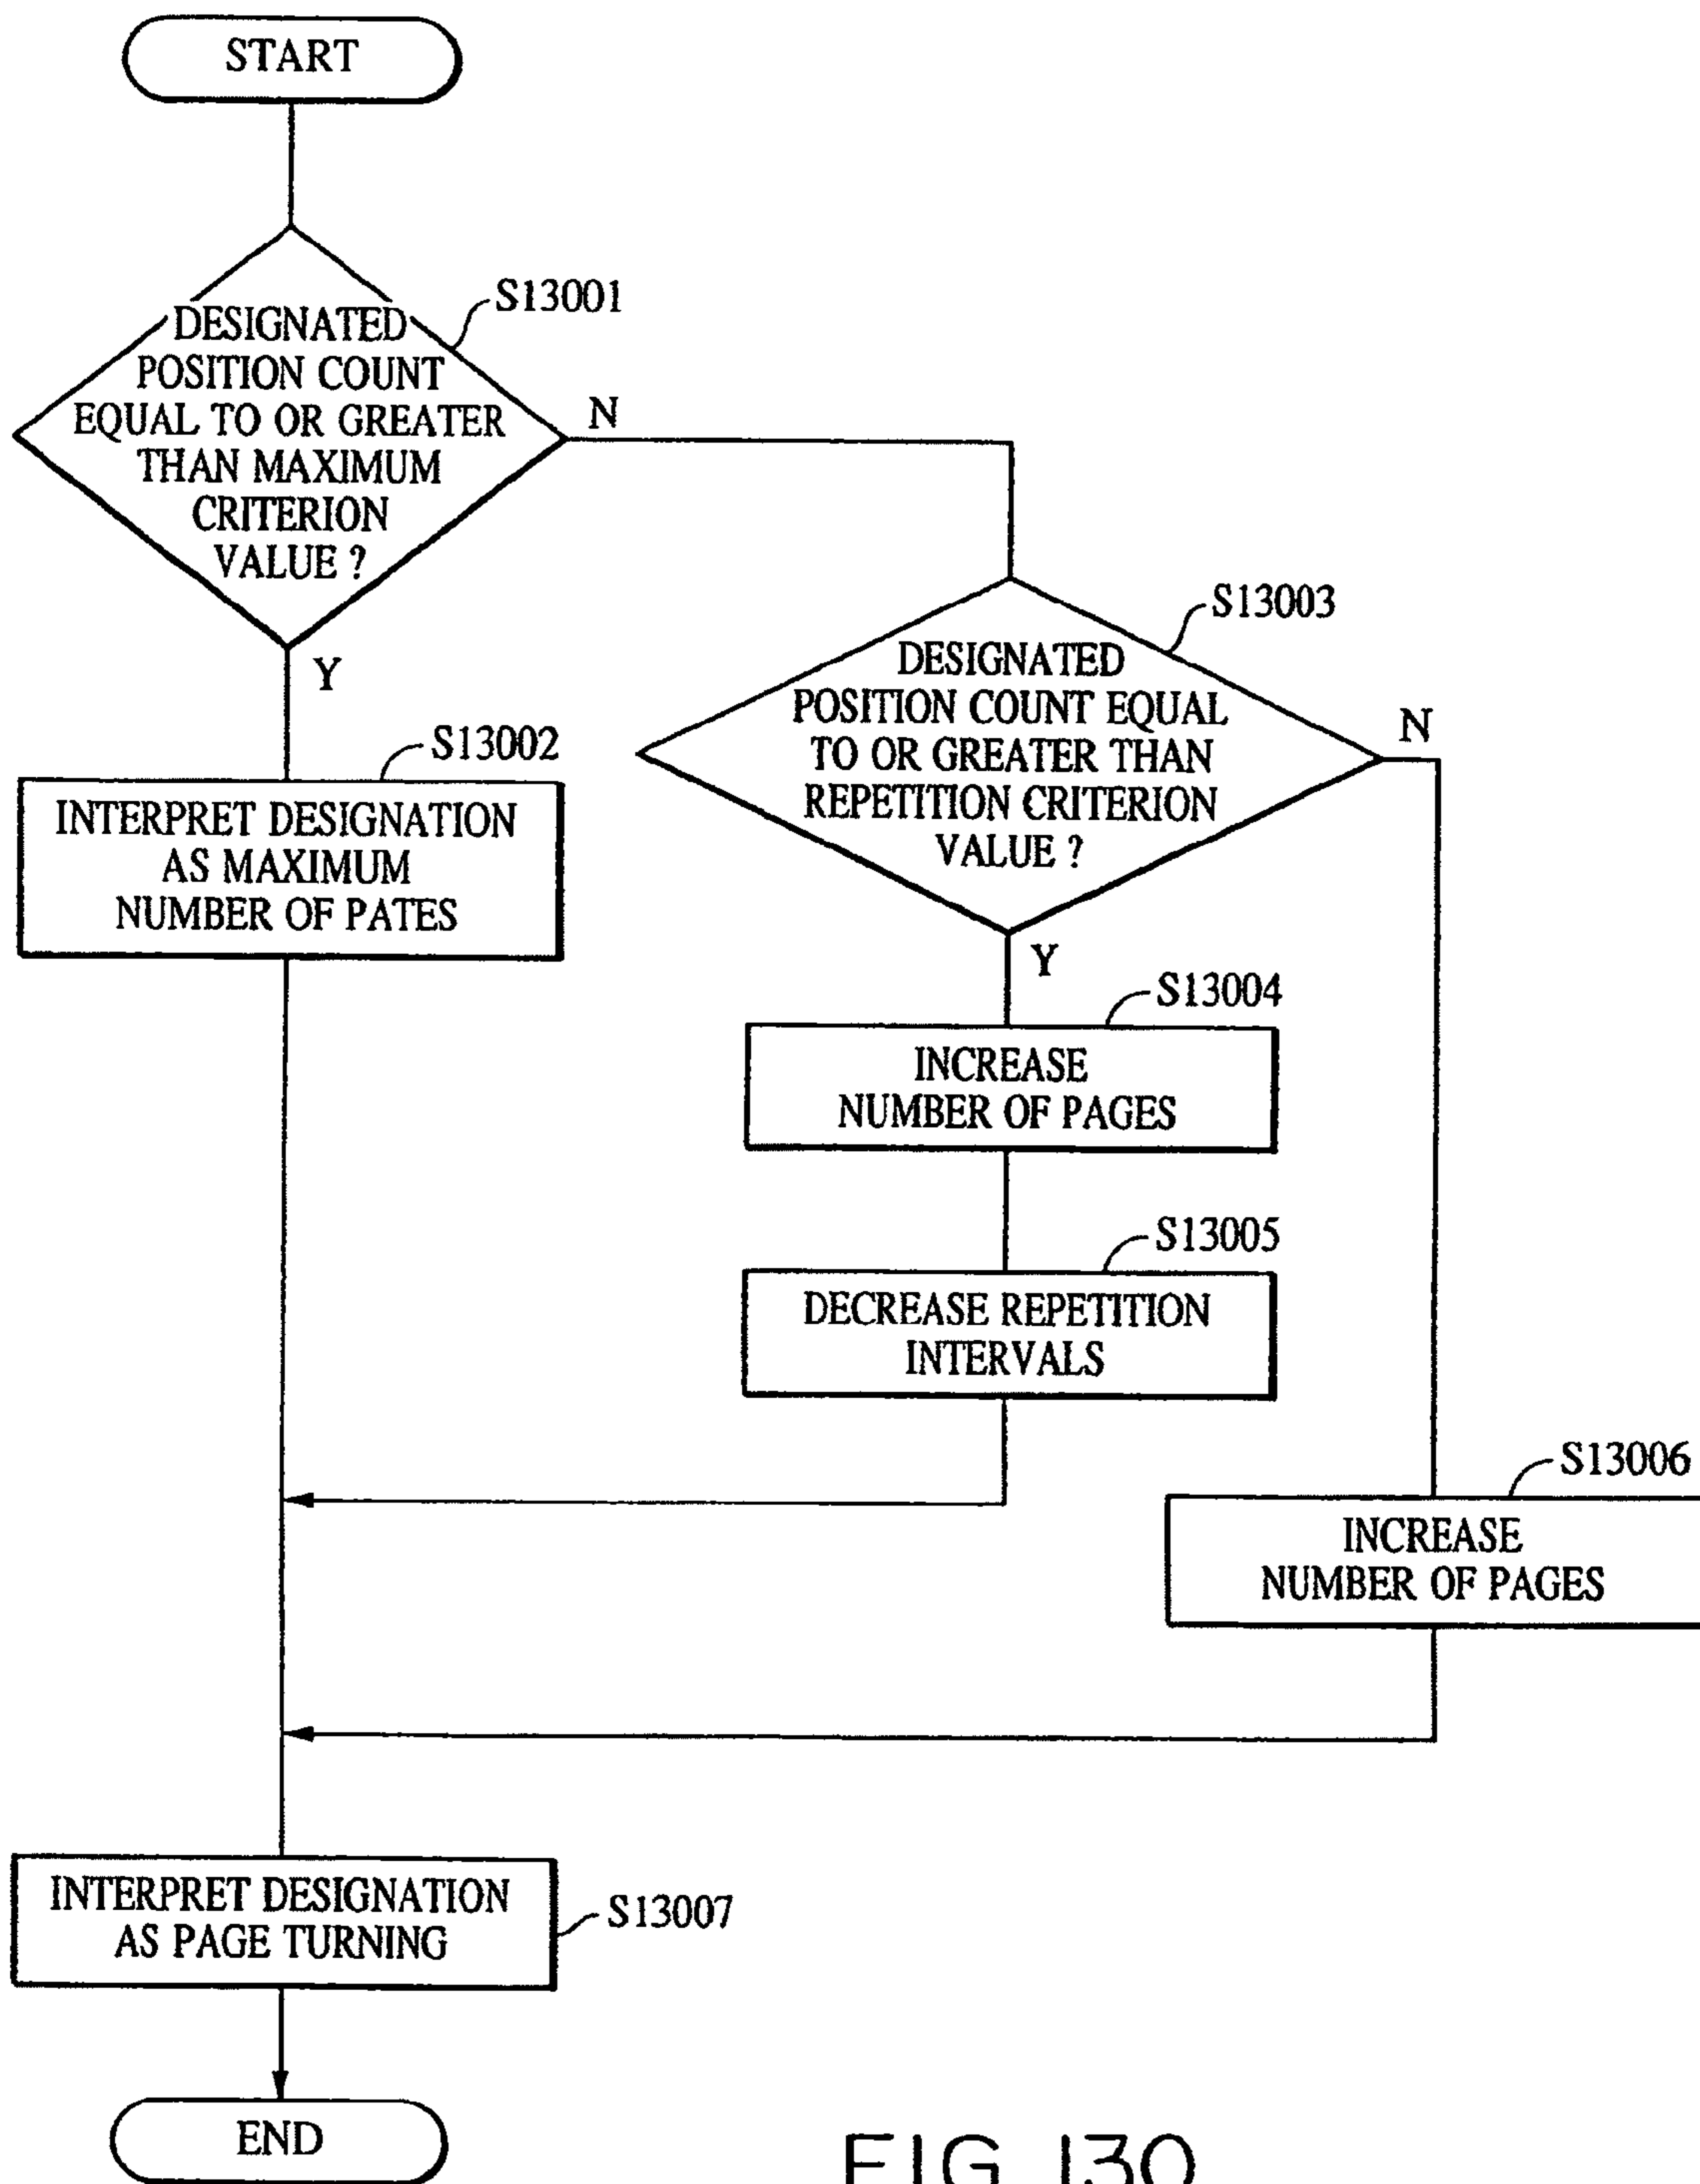 START
S13001
DESIGNATED
POSITION COUNT
EQUAL TO OR GREATER
THAN MAXIMUM
CRITERION
VALUE ?
N
Y
S13002
INTERPRET DESIGNATION
AS MAXIMUM
NUMBER OF PATES
S13003
DESIGNATED
POSITION COUNT EQUAL
TO OR GREATER THAN
REPETITION CRITERION
VALUE ?
N
Y
S13004
INCREASE
NUMBER OF PAGES
S13005
DECREASE REPETITION
INTERVALS
S13006
INCREASE
NUMBER OF PAGES
INTERPRET DESIGNATION
AS PAGE TURNING
S13007
END
FIG. 130